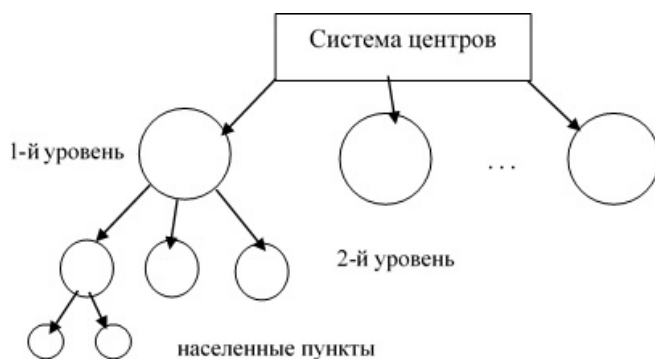 Система центров
1-й уровень
. . .
2-й уровень
населенные пункты